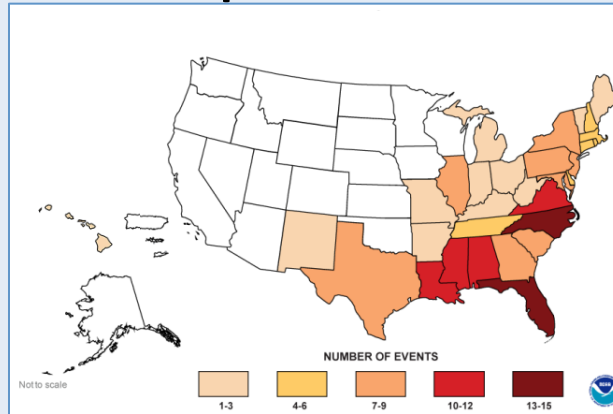 Not to scale
NUMBER OF EVENTS
1-3
4-6
7-9
10-12
13-15